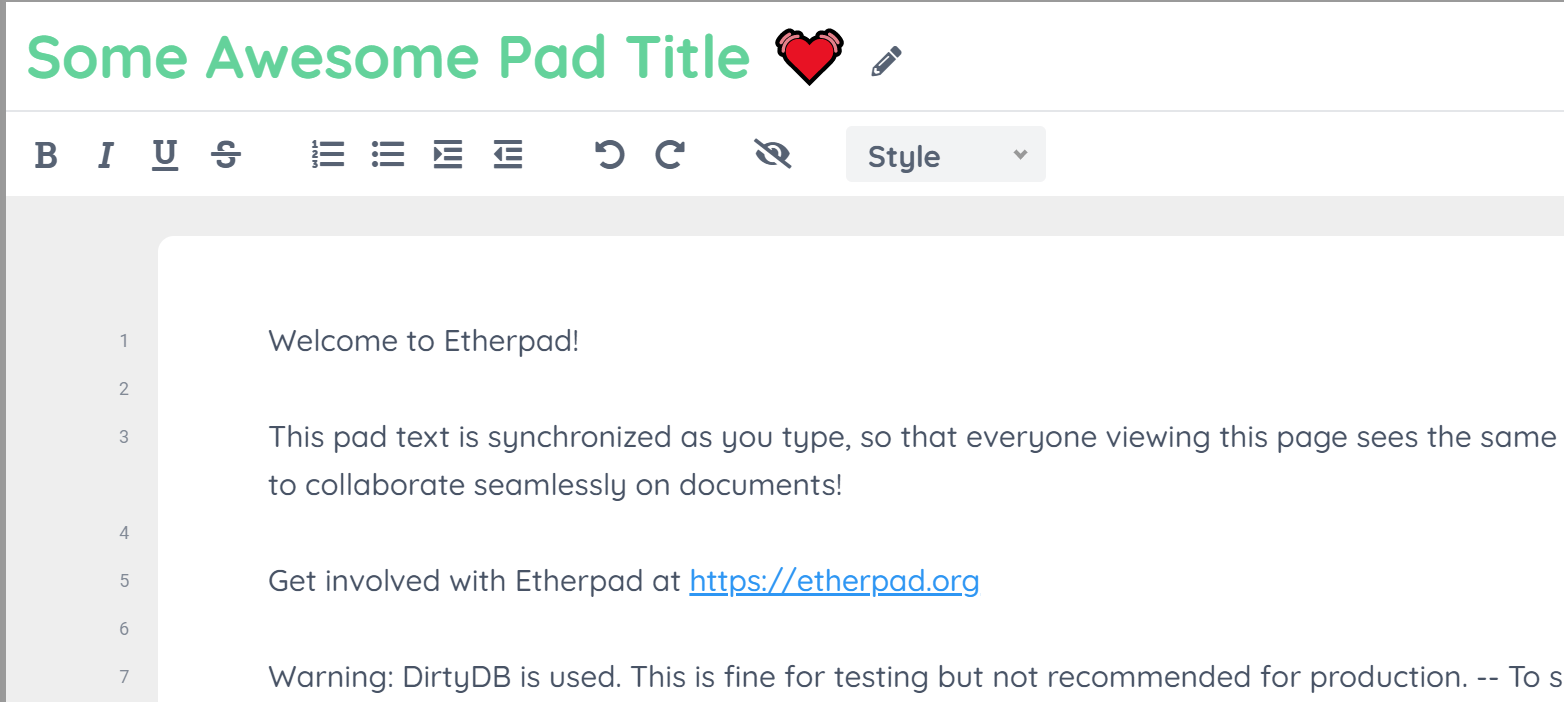 Some Awesome Pad Title
B I U S
Style
1 Welcome to Etherpad!
2
3 This pad text is synchronized as you type, so that everyone viewing this page sees the same
to collaborate seamlessly on documents!
4
5 Get involved with Etherpad at https://etherpad.org
6
7 Warning: DirtyDB is used. This is fine for testing but not recommended for production. -- To s